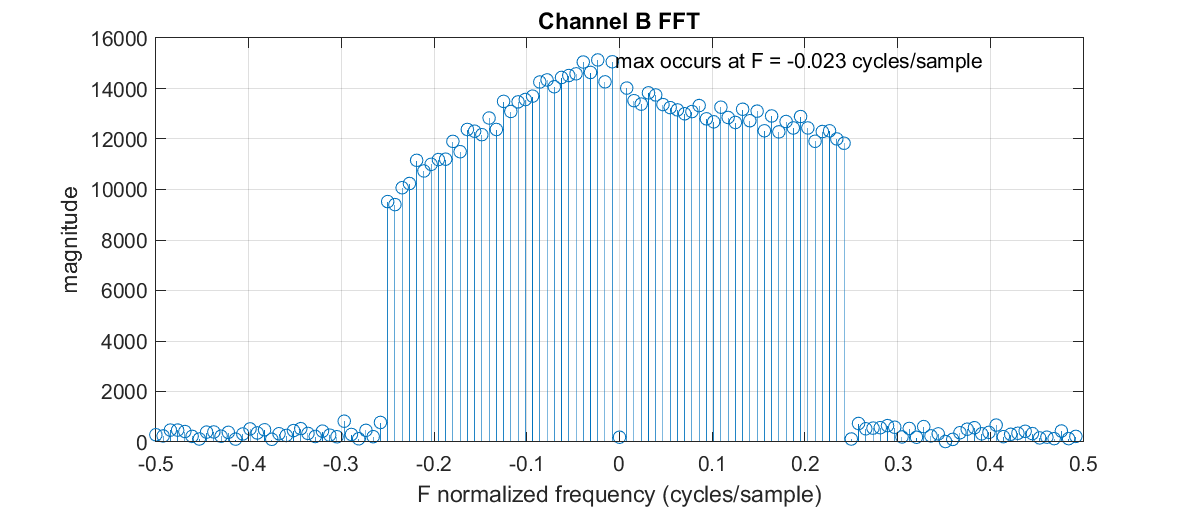 Channel B FFT
16000
14000
12000
10000
8000
6000
4000
2000
0
magnitude
max occurs at F = -0.023 cycles/sample
-0.5 -0.4 -0.3 -0.2 -0.1 0 0.1 0.2 0.3 0.4 0.5
F normalized frequency (cycles/sample)